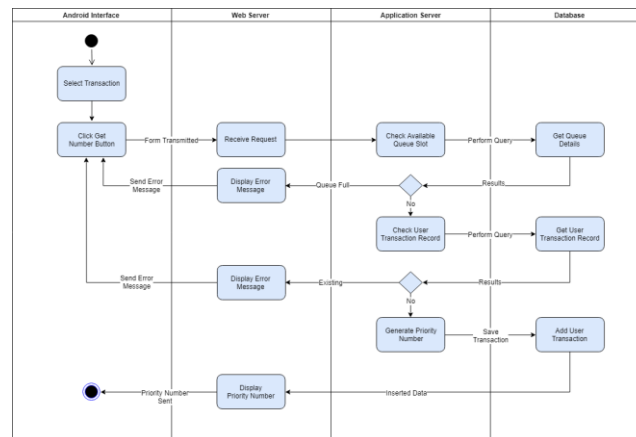 Android Interface
Web Server
Application Server
Database
Select Transaction
Click Get
Number Button
Form Transmitted
Receive Request
Check Available
Queue Slot
Perform Query
Get Queue
Details
Send Error
Message
Display Error
Message
Queue Full
Results
No
Check User
Transaction Record
Perform Query
Get User
Transaction Record
Send Error
Message
Display Error
Message
Existing
Results
No
Generate Priority
Number
Save
Transaction
Add User
Transaction
Priority Number
Sent
Display
Priority Number
Inserted Data